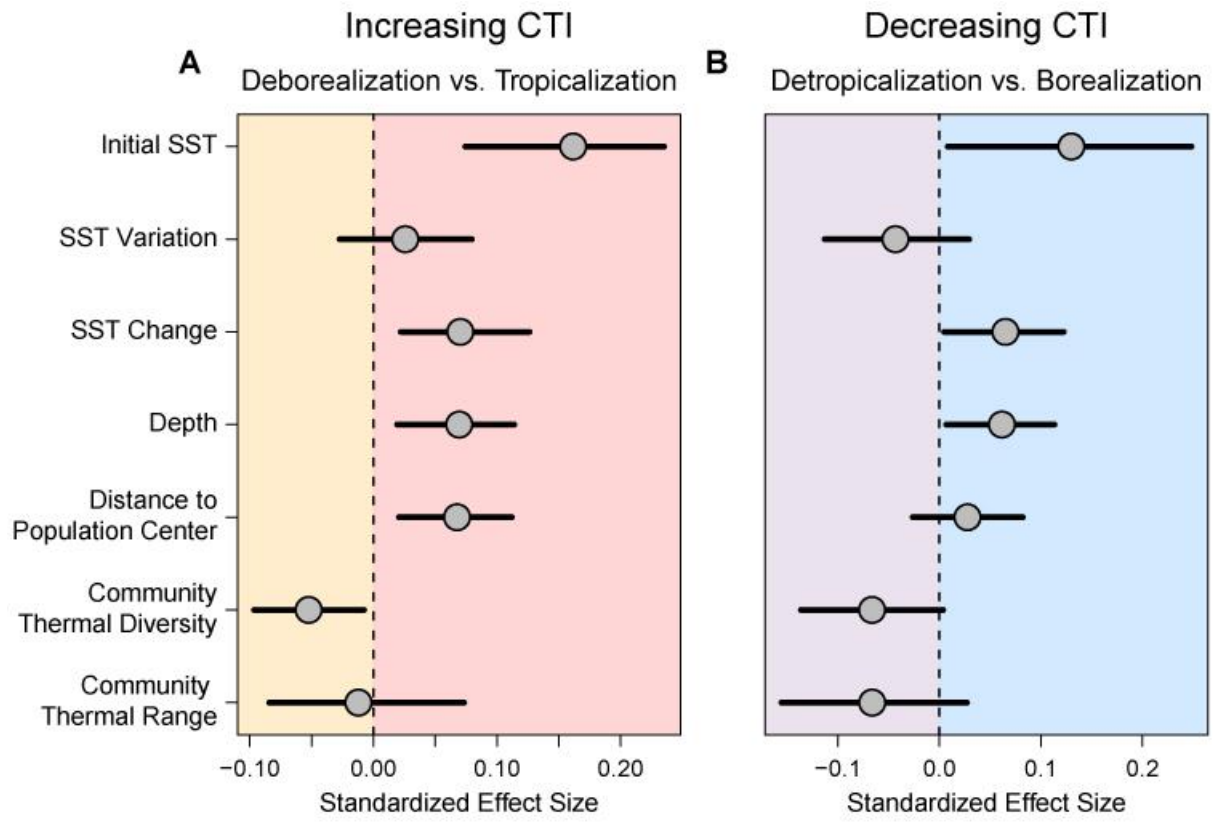 Increasing CTI
A
Deborealization vs. Tropicalization
Initial SST
SST Variation
SST Change
Depth
Distance to
Population Center
Community
Thermal Diversity
Community
Thermal Range
−0.10 0.00 0.10 0.20
Standardized Effect Size
Decreasing CTI
B
Detropicalization vs. Borealization
−0.1 0.0 0.1 0.2
Standardized Effect Size